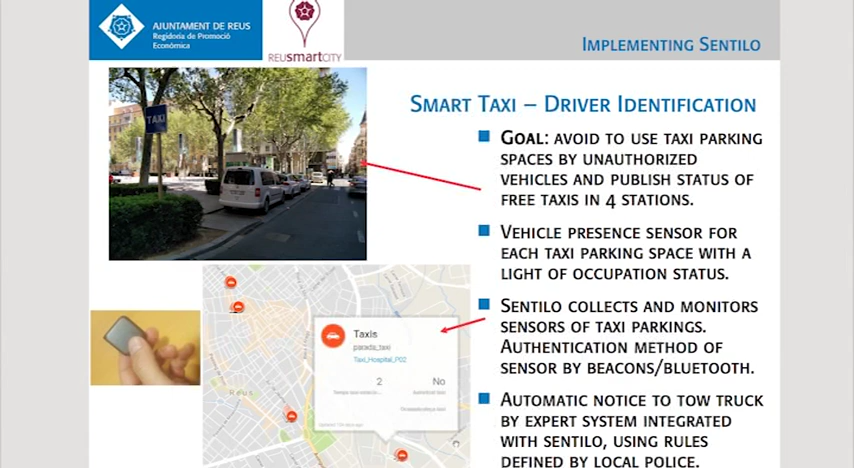 AJUNTAMENT DE REUS
Regidoria de Promoció
Econòmica
REUSmartCITY
IMPLEMENTING SENTILO
SMART TAXI – DRIVER IDENTIFICATION
TAXI
GOAL: AVOID TO USE TAXI PARKING
SPACES BY UNAUTHORIZED
VEHICLES AND PUBLISH STATUS OF
FREE TAXIS IN 4 STATIONS.
VEHICLE PRESENCE SENSOR FOR
EACH TAXI PARKING SPACE WITH A
LIGHT OF OCCUPATION STATUS.
SENTILO COLLECTS AND MONITORS
SENSORS OF TAXI PARKINGS.
AUTHENTICATION METHOD OF
SENSOR BY BEACONS/BLUETOOTH.
AUTOMATIC NOTICE TO TOW TRUCK
BY EXPERT SYSTEM INTEGRATED
WITH SENTILO, USING RULES
DEFINED BY LOCAL POLICE.
Taxis
parada_taxi
Taxi_Hospital_P02
2
No
Reus